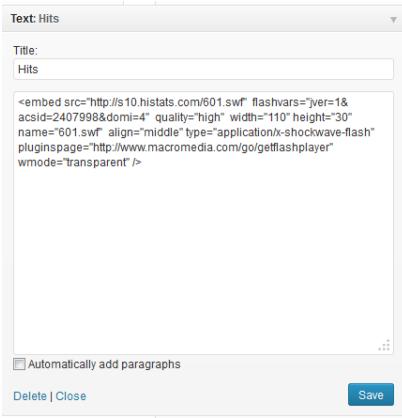 Text: Hits
Title:
Hits
<embed src="http://s10.histats.com/601.swf"  flashvars="jver=1&
acsid=2407998&domi=4"  quality="high"  width="110" height="30"
name="601.swf"  align="middle" type="application/x-shockwave-flash"
pluginspage="http://www.macromedia.com/go/getflashplayer"
wmode="transparent" />
Automatically add paragraphs
Delete | Close
Save